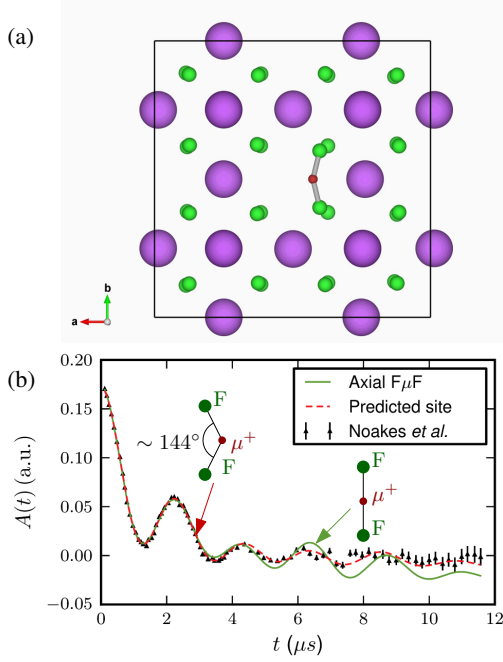 (a)
b
a
(b)
0.20
0.15
0.10
0.05
0.00
−0.05
A(t) (a.u.)
Axial FμF
Predicted site
Noakes et al.
F
∼ 144°
μ⁺
F
F
μ⁺
F
0
2
4
6
8
10
12
t (μs)